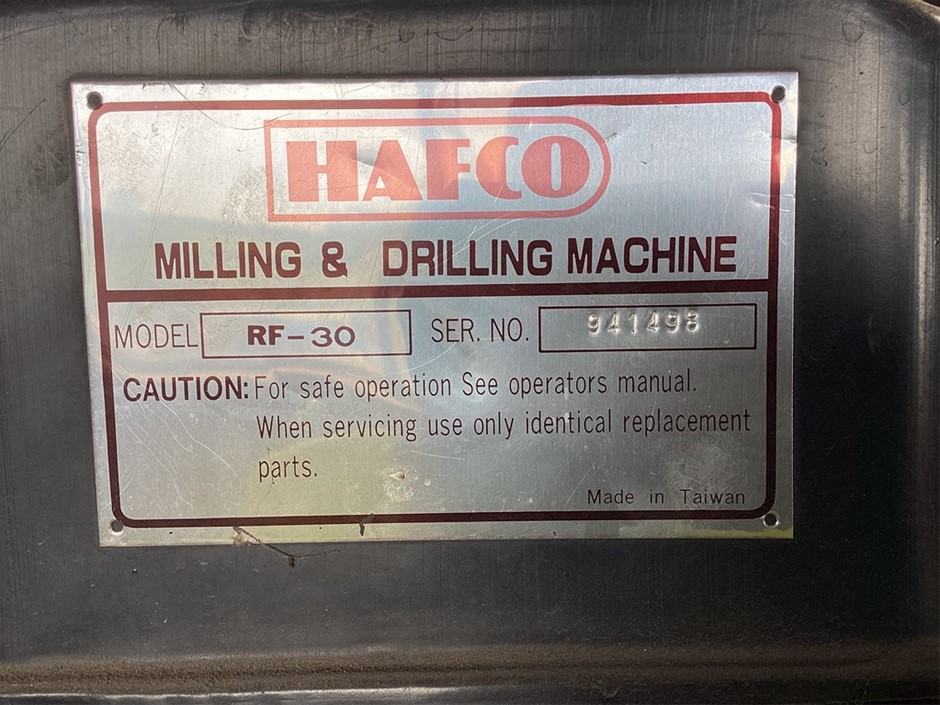 HAFCO
MILLING & DRILLING MACHINE
MODEL RF-30 SER. NO. 941498
CAUTION: For safe operation See operators manual.
When servicing use only identical replacement
parts.
Made in Taiwan